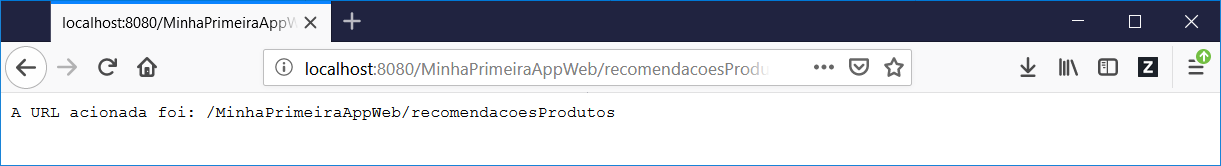 localhost:8080/MinhaPrimeiraAppW
localhost:8080/MinhaPrimeiraAppWeb/recomendacoesProdu
Z
A URL acionada foi: /MinhaPrimeiraAppWeb/recomendacoesProdutos